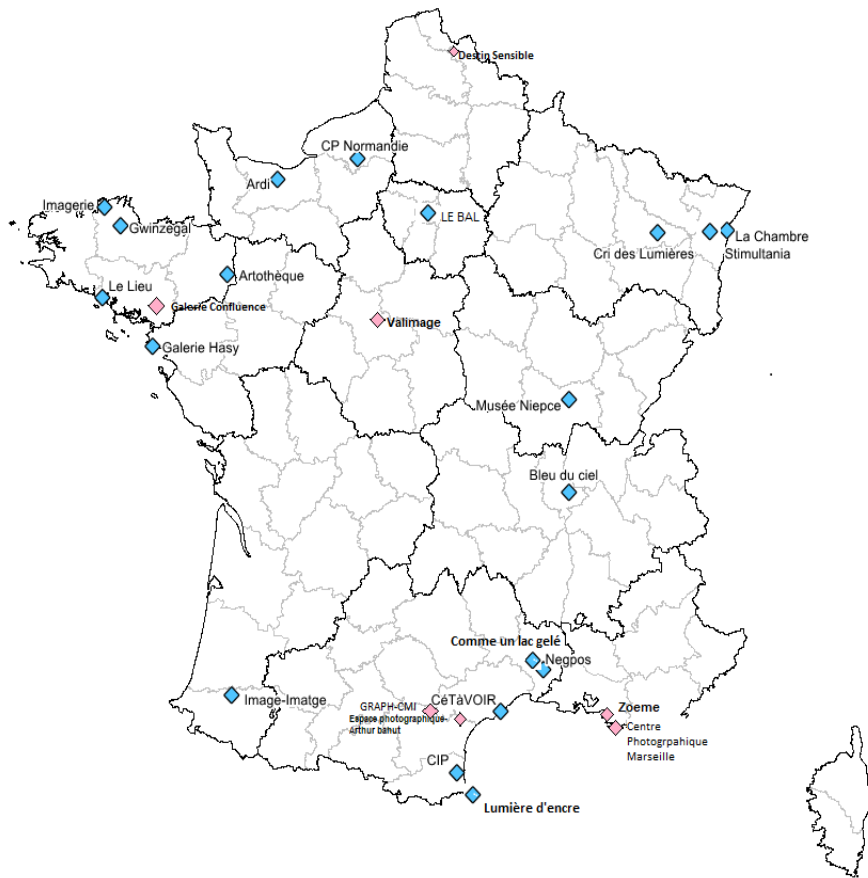 Destin Sensible
CP Normandie
Ardi
Imagerie
LE BAL
Gwinzegal
La Chambre
Cri des Lumières
Stimultania
Artothèque
Le Lieu
Galerie Confluence
Valimage
Galerie Hasy
Musée Niepce
Bleu du ciel
Comme un lac gelé
Negpos
Image-Imatge
GRAPH-CMI
CéTàVOIR
Espace photographique
Arthur batut
Zoeme
Centre
Photogrpahique
Marseille
CIP
Lumière d'encre